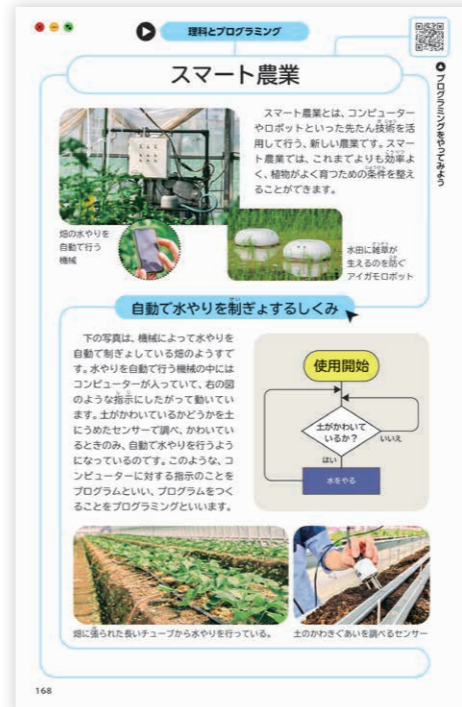 理科とプログラミング
プログラミングをやってみよう
スマート農業
スマート農業とは、コンピューター
やロボットといった先たん技術を活
用して行う、新しい農業です。スマー
ト農業では、これまでよりも効率よ
く、植物がよく育つための条件を整え
ることができます。
畑の水やりを
自動で行う
機械
水田に雑草が
生えるのを防ぐ
アイガモロボット
自動で水やりを制ぎょするしくみ
下の写真は、機械によって水やりを
自動で制ぎょしている畑のようすで
す。水やりを自動で行う機械の中には
コンピューターが入っていて、右の図
のような指示にしたがって動いてい
ます。土がかわいているかどうかを土
にうめたセンサーで調べ、かわいてい
るときのみ、自動で水やりを行うよう
になっているのです。このような、コ
ンピューターに対する指示のことを
プログラムといい、プログラムをつく
ることをプログラミングといいます。
使用開始
土がかわいて
いるか?
いいえ
はい
水をやる
畑に張られた長いチューブから水やりを行っている。
土のかわきぐあいを調べるセンサー
168